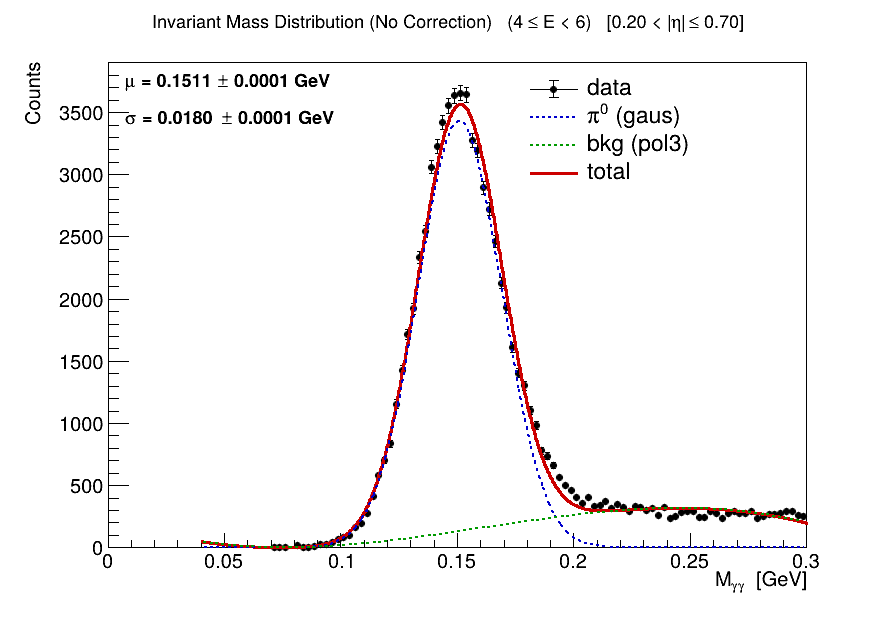 Invariant Mass Distribution (No Correction) (4 ≤ E < 6) [0.20 < |η| ≤ 0.70]
Counts
μ = 0.1511 ± 0.0001 GeV
σ = 0.0180 ± 0.0001 GeV
data
π⁰ (gaus)
bkg (pol3)
total
3500
3000
2500
2000
1500
1000
500
0
0 0.05 0.1 0.15 0.2 0.25 0.3
Mγγ [GeV]